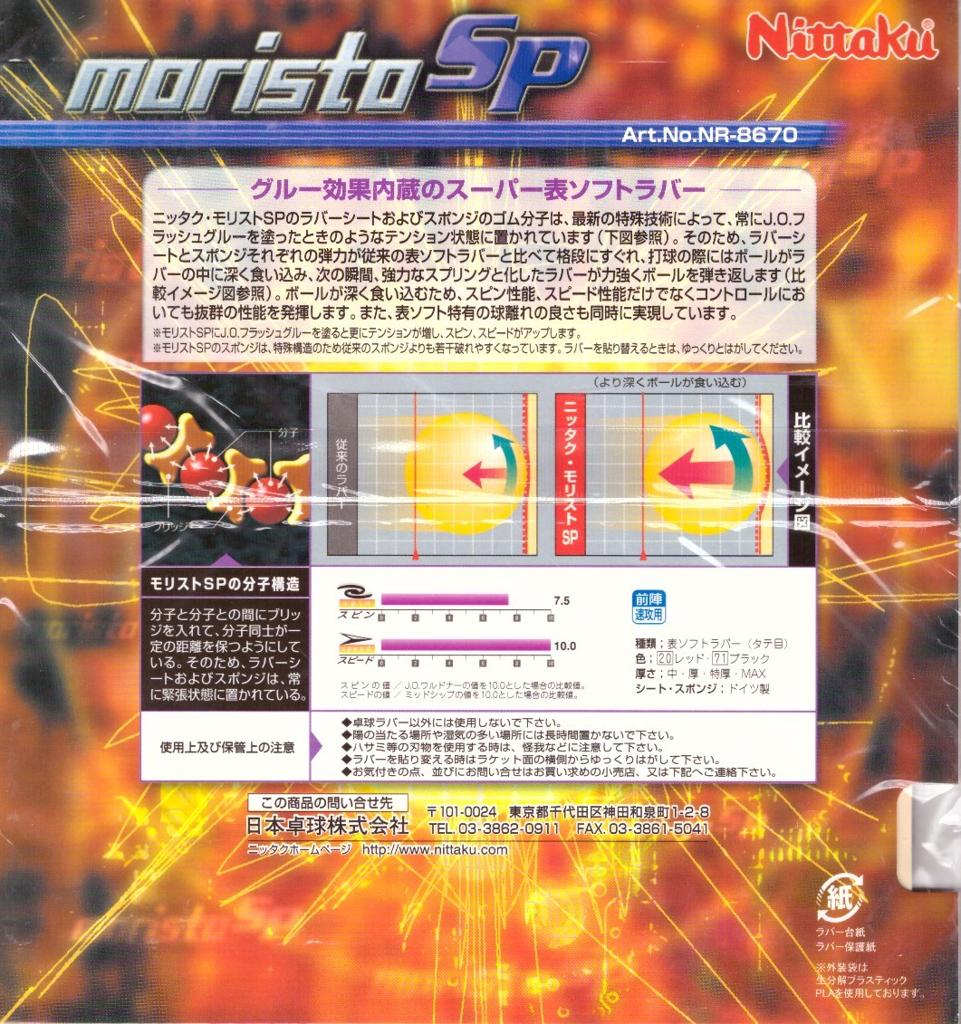 moristo Sp
Nittaku
Art.No.NR-8670
グルー効果内蔵のスーパー表ソフトラバー
ニッタク・モリストSPのラバーシートおよびスポンジのゴム分子は、最新の特殊技術によって、常にJ.O.フ
ラッシュグルーを塗ったときのようなテンション状態に置かれています(下図参照)。そのため、ラバーシ
ートとスポンジそれぞれの弾力が従来の表ソフトラバーと比べて格段にすぐれ、打球の際にはボールがラ
バーの中に深く食い込み、次の瞬間、強力なスプリングと化したラバーが力強くボールを弾き返します(比
較イメージ図参照)。ボールが深く食い込むため、スピン性能、スピード性能だけでなくコントロールにお
いても抜群の性能を発揮します。また、表ソフト特有の球離れの良さも同時に実現しています。
※モリストSPにJ.O.フラッシュグルーを塗ると更にテンションが増し、スピン、スピードがアップします。
※モリストSPのスポンジは、特殊構造のため従来のスポンジよりも若干破れやすくなっています。ラバーを貼り替えるときは、ゆっくりとはがしてください。
(より深くボールが食い込む)
分子
ブリッジ
従来のラバー
ニッタク・モリストSP
比較イメージ図
モリストSPの分子構造
分子と分子との間にブリッ
ジを入れて、分子同士が一
定の距離を保つようにして
いる。そのため、ラバーシー
トおよびスポンジは、常
に緊張状態に置かれている。
スピン
0 2 4 6 8 10
7.5
スピード
0 2 4 6 8 10
10.0
スピンの値／J.O.ワルドナーの値を10.0とした場合の比較値。
スピードの値 ミッドシップの値を10.0とした場合の比較値。
前陣
速攻用
種類：表ソフトラバー(タテ目)
色：20レッド・71ブラック
厚さ：中・厚・特厚・MAX
シート・スポンジ：ドイツ製
使用上及び保管上の注意
◆卓球ラバー以外には使用しないで下さい。
◆陽の当たる場所や湿気の多い場所には長時間置かないで下さい。
◆ハサミ等の刃物を使用する時は、怪我などに注意して下さい。
◆ラバーを貼り変える時はラケット面の横側からゆっくりはがして下さい。
◆お気付きの点、並びにお問い合せはお買い求めの小売店、又は下記へご連絡下さい。
この商品の問い合せ先
日本卓球株式会社
〒101-0024 東京都千代田区神田和泉町1-2-8
TEL.03-3862-0911 FAX.03-3861-5041
ニッタクホームページ http://www.nittaku.com
紙
ラバー台紙
ラバー保護紙
※外装袋は
生分解プラスティック
PLAを使用しております。